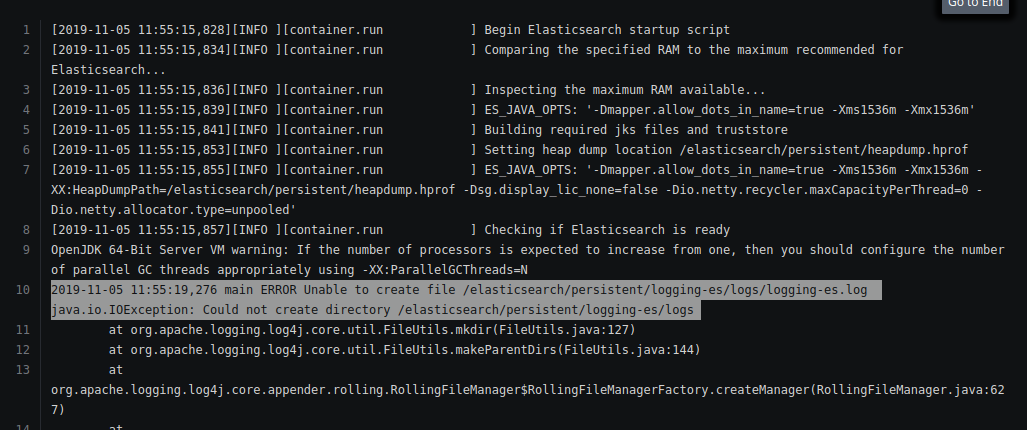 Go to End
1 [2019-11-05 11:55:15,828][INFO ][container.run            ] Begin Elasticsearch startup script
2 [2019-11-05 11:55:15,834][INFO ][container.run            ] Comparing the specified RAM to the maximum recommended for
Elasticsearch...
3 [2019-11-05 11:55:15,836][INFO ][container.run            ] Inspecting the maximum RAM available...
4 [2019-11-05 11:55:15,839][INFO ][container.run            ] ES_JAVA_OPTS: '-Dmapper.allow_dots_in_name=true -Xms1536m -Xmx1536m'
5 [2019-11-05 11:55:15,841][INFO ][container.run            ] Building required jks files and truststore
6 [2019-11-05 11:55:15,853][INFO ][container.run            ] Setting heap dump location /elasticsearch/persistent/heapdump.hprof
7 [2019-11-05 11:55:15,855][INFO ][container.run            ] ES_JAVA_OPTS: '-Dmapper.allow_dots_in_name=true -Xms1536m -Xmx1536m -
XX:HeapDumpPath=/elasticsearch/persistent/heapdump.hprof -Dsg.display_lic_none=false -Dio.netty.recycler.maxCapacityPerThread=0 -
Dio.netty.allocator.type=unpooled'
8 [2019-11-05 11:55:15,857][INFO ][container.run            ] Checking if Elasticsearch is ready
9 OpenJDK 64-Bit Server VM warning: If the number of processors is expected to increase from one, then you should configure the number
of parallel GC threads appropriately using -XX:ParallelGCThreads=N
10 2019-11-05 11:55:19,276 main ERROR Unable to create file /elasticsearch/persistent/logging-es/logs/logging-es.log
java.io.IOException: Could not create directory /elasticsearch/persistent/logging-es/logs
11 at org.apache.logging.log4j.core.util.FileUtils.mkdir(FileUtils.java:127)
12 at org.apache.logging.log4j.core.util.FileUtils.makeParentDirs(FileUtils.java:144)
13 at
org.apache.logging.log4j.core.appender.rolling.RollingFileManager$RollingFileManagerFactory.createManager(RollingFileManager.java:62
7)
14 at